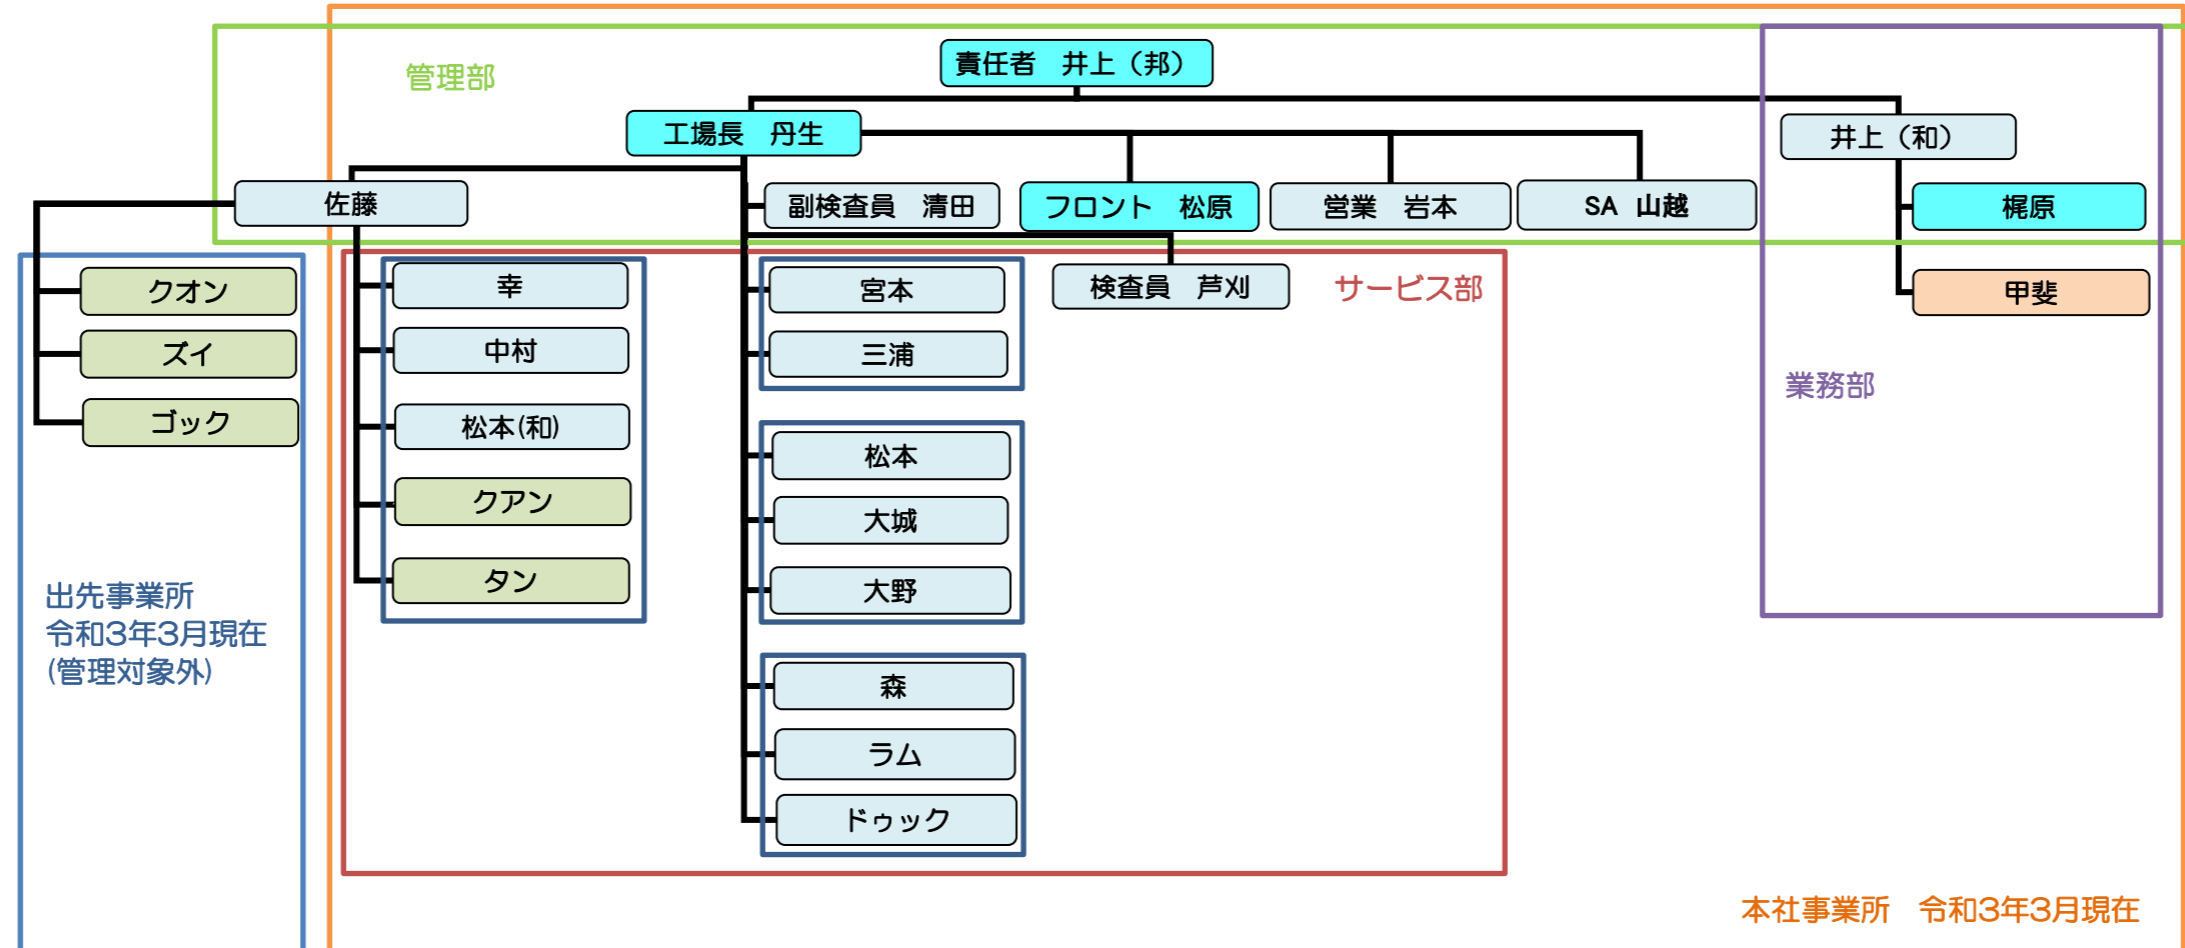 管理部
責任者　井上（邦）
工場長　丹生
井上（和）
佐藤
副検査員　清田
フロント　松原
営業　岩本
SA 山越
梶原
クオン
ズイ
ゴック
幸
中村
松本(和)
クアン
タン
宮本
三浦
検査員　芦刈
サービス部
松本
大城
大野
森
ラム
ドゥック
甲斐
業務部
出先事業所
令和3年3月現在
(管理対象外)
本社事業所　令和3年3月現在